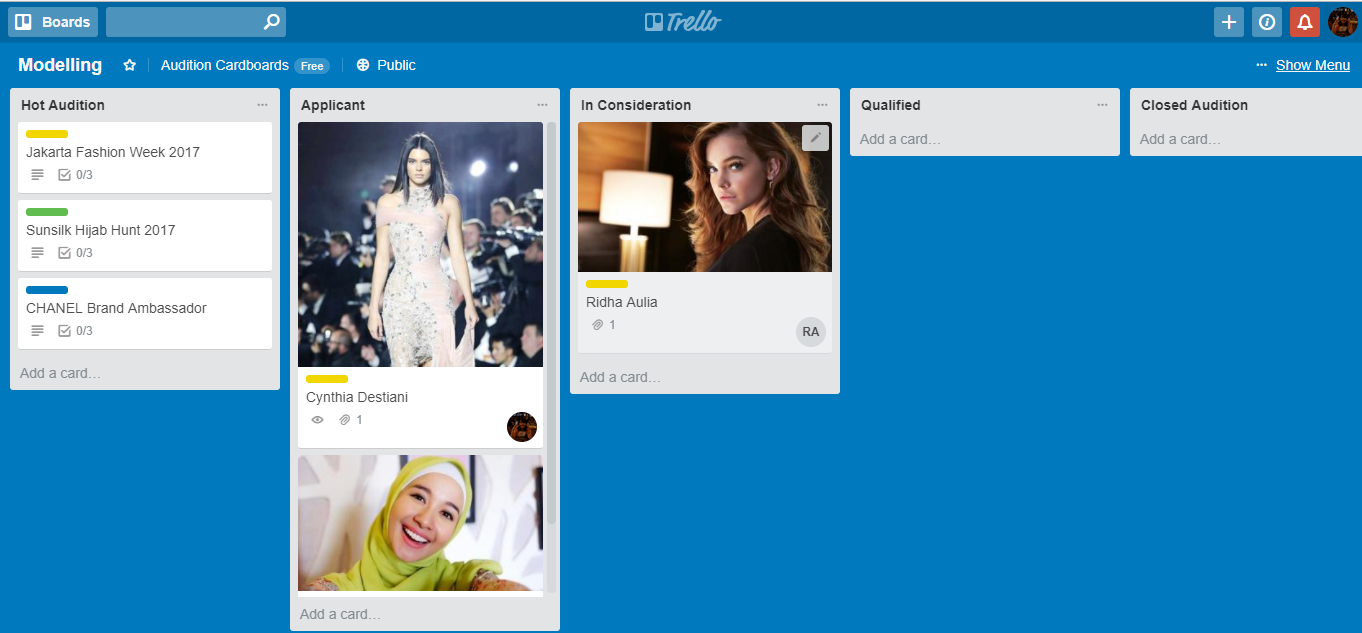 Boards
Trello
Modelling
Audition Cardboards Free
Public
... Show Menu
Hot Audition
Jakarta Fashion Week 2017
0/3
Sunsilk Hijab Hunt 2017
0/3
CHANEL Brand Ambassador
0/3
Add a card…
Applicant
Cynthia Destiani
1
Add a card…
In Consideration
Ridha Aulia
1
RA
Add a card…
Qualified
Add a card…
Closed Audition
Add a card…